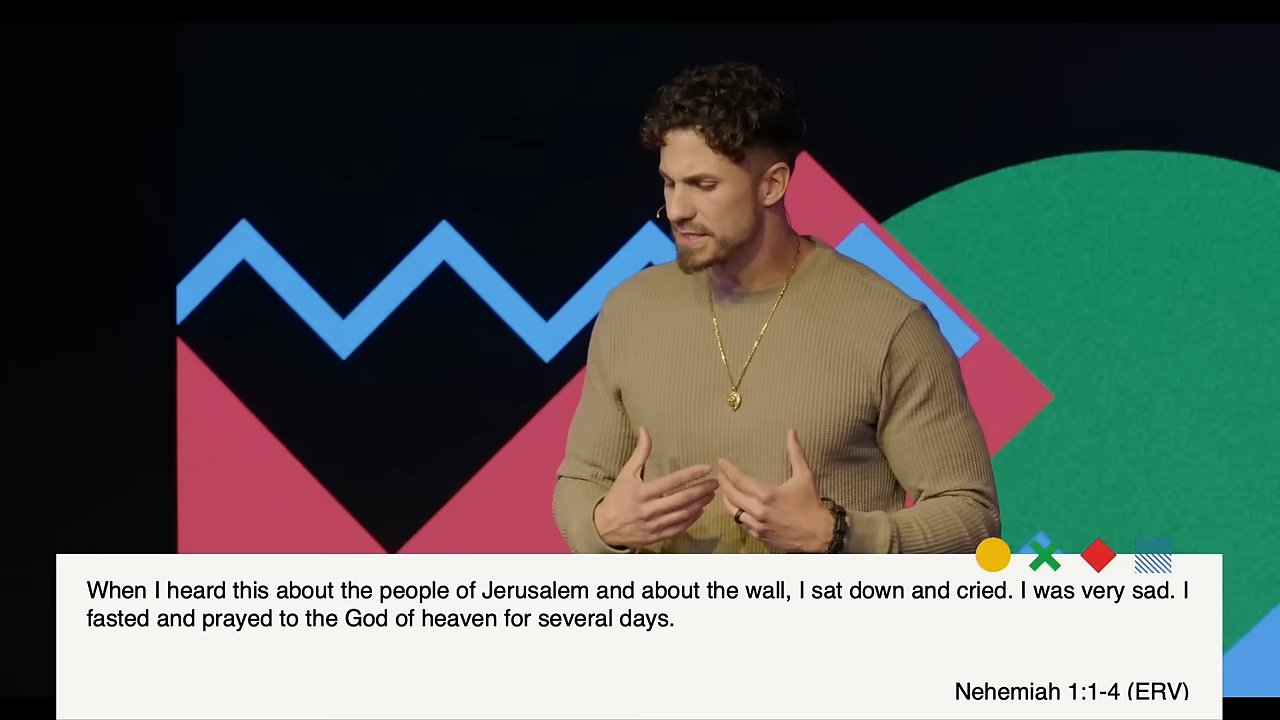 When I heard this about the people of Jerusalem and about the wall, I sat down and cried. I was very sad. I
fasted and prayed to the God of heaven for several days.
Nehemiah 1:1-4 (ERV)